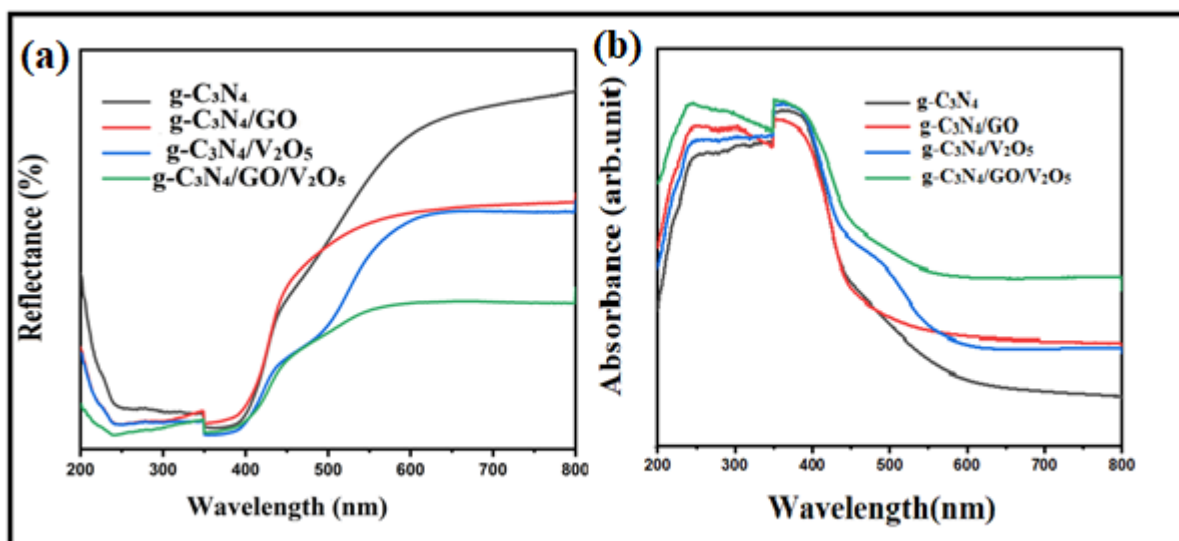 (a)
g-C₃N₄
g-C₃N₄/GO
g-C₃N₄/V₂O₅
g-C₃N₄/GO/V₂O₅
Reflectance (%)
200 300 400 500 600 700 800
Wavelength (nm)
(b)
g-C₃N₄
g-C₃N₄/GO
g-C₃N₄/V₂O₅
g-C₃N₄/GO/V₂O₅
Absorbance (arb.unit)
200 300 400 500 600 700 800
Wavelength(nm)